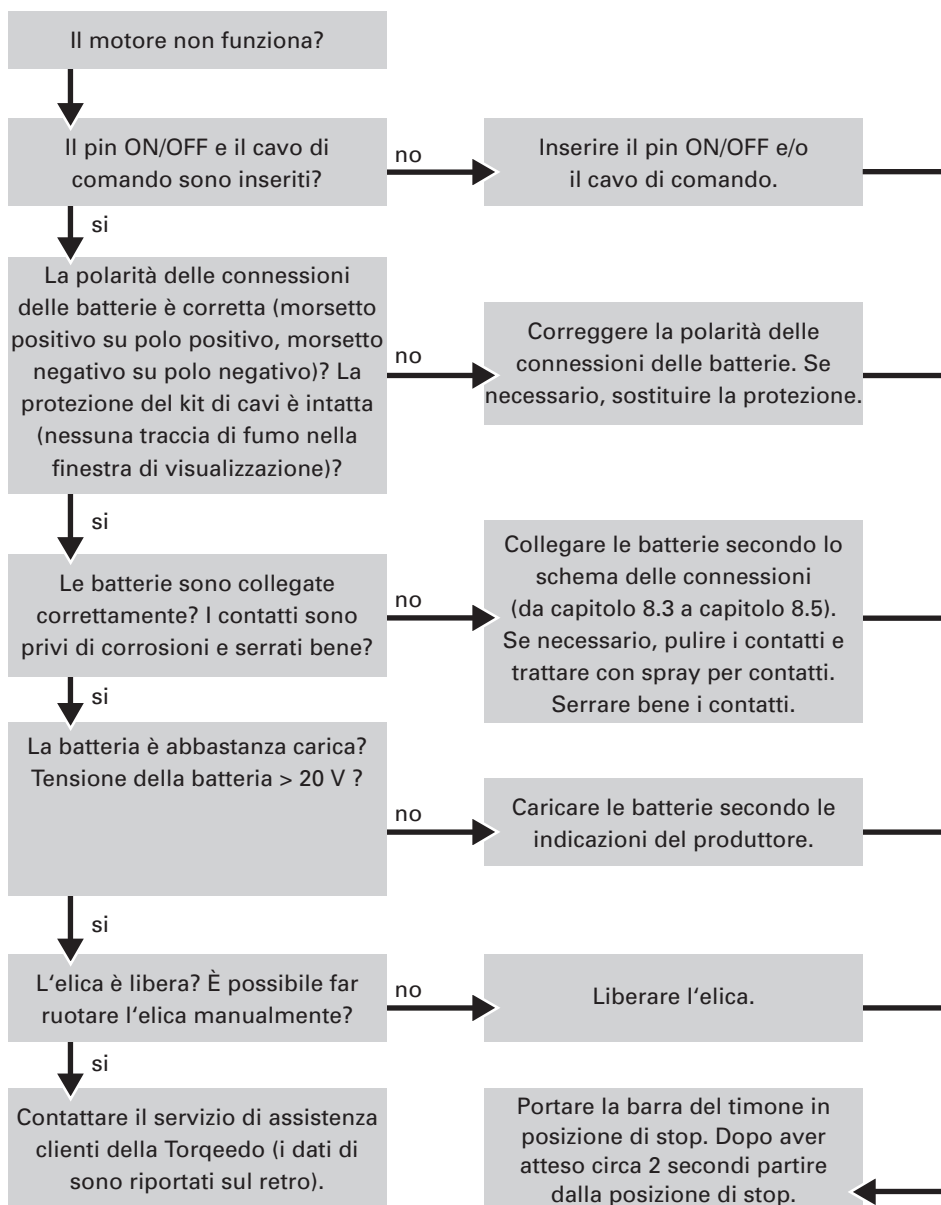 Il motore non funziona?
Il pin ON/OFF e il cavo di
comando sono inseriti?
no
Inserire il pin ON/OFF e/o
il cavo di comando.
si
La polarità delle connessioni
delle batterie è corretta (morsetto
positivo su polo positivo, morsetto
negativo su polo negativo)? La
protezione del kit di cavi è intatta
(nessuna traccia di fumo nella
finestra di visualizzazione)?
no
Correggere la polarità delle
connessioni delle batterie. Se
necessario, sostituire la protezione.
si
Le batterie sono collegate
correttamente? I contatti sono
privi di corrosioni e serrati bene?
no
Collegare le batterie secondo lo
schema delle connessioni
(da capitolo 8.3 a capitolo 8.5).
Se necessario, pulire i contatti e
trattare con spray per contatti.
Serrare bene i contatti.
si
La batteria è abbastanza carica?
Tensione della batteria > 20 V ?
no
Caricare le batterie secondo le
indicazioni del produttore.
si
L‘elica è libera? È possibile far
ruotare l‘elica manualmente?
no
Liberare l‘elica.
si
Contattare il servizio di assistenza
clienti della Torqeedo (i dati di
sono riportati sul retro).
Portare la barra del timone in
posizione di stop. Dopo aver
atteso circa 2 secondi partire
dalla posizione di stop.